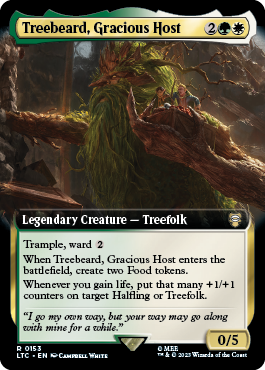 Treebeard, Gracious Host 2
Legendary Creature — Treefolk
Trample, ward 2
When Treebeard, Gracious Host enters the
battlefield, create two Food tokens.
Whenever you gain life, put that many +1/+1
counters on target Halfling or Treefolk.
“I go my own way, but your way may go along
with mine for a while.”
0/5
R 0153
LTC • EN Campbell White
© MEE
™ & © 2023 Wizards of the Coast